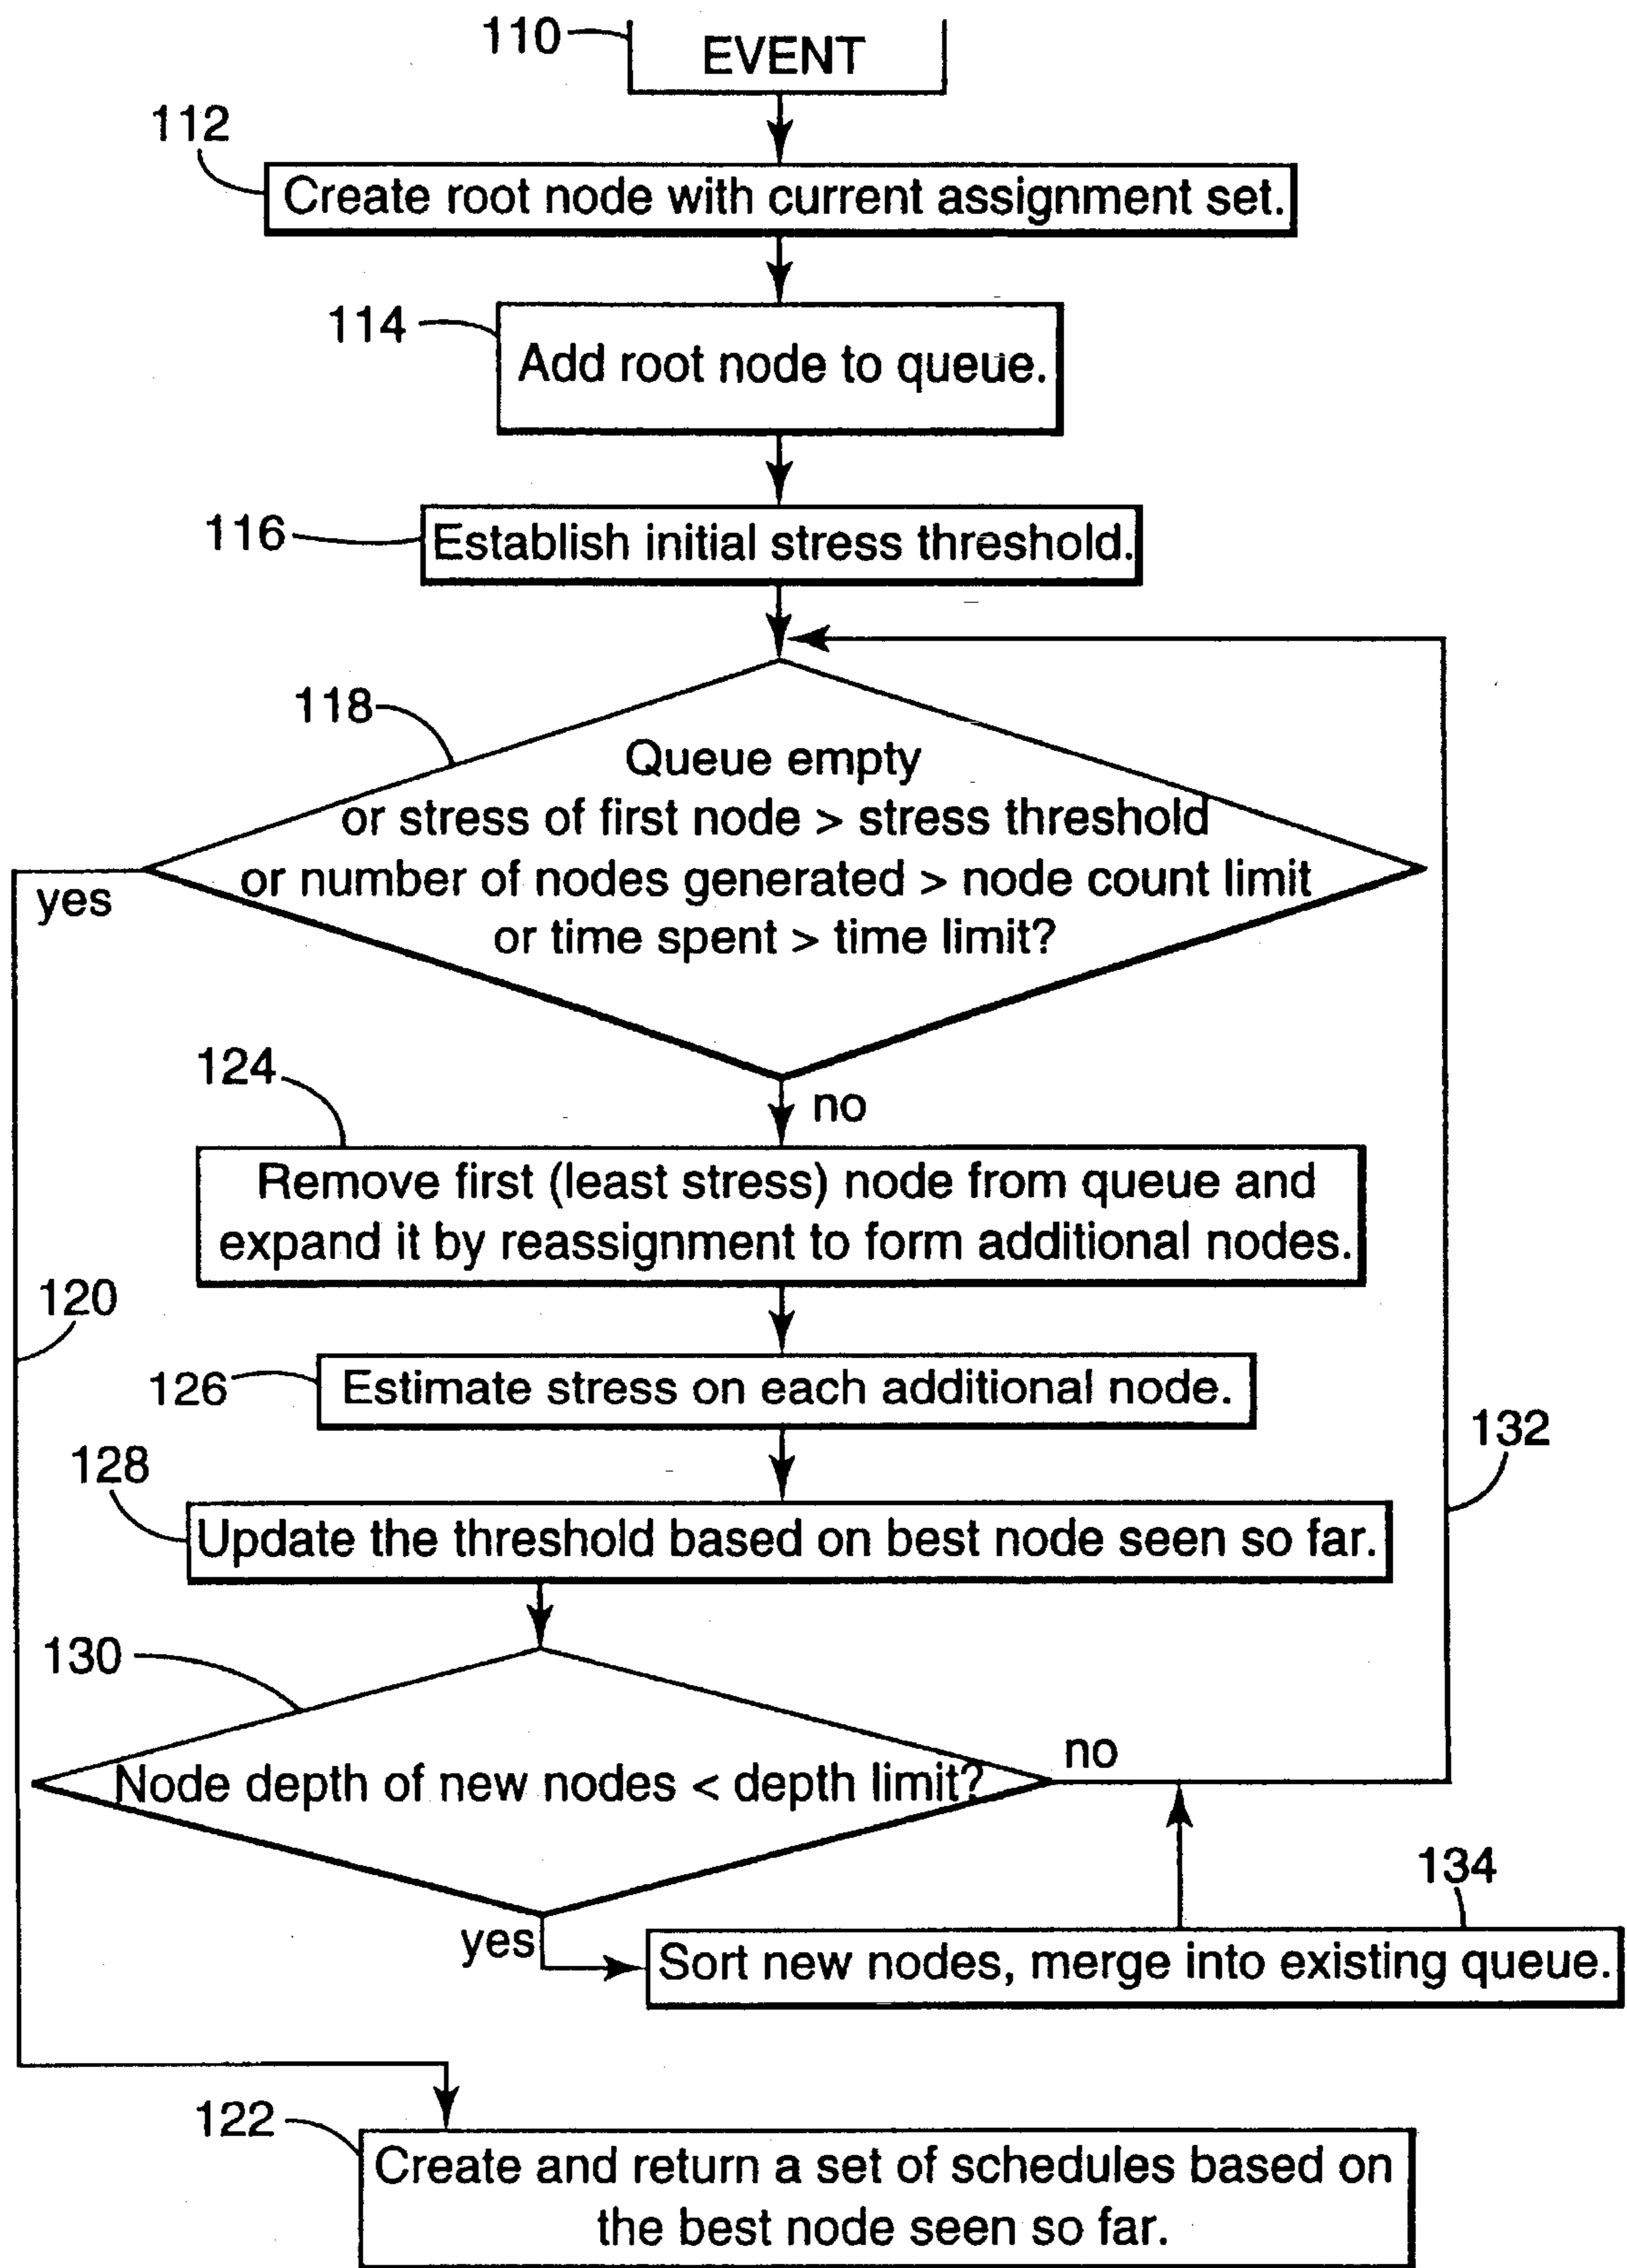 110
EVENT
112
Create root node with current assignment set.
114
Add root node to queue.
116
Establish initial stress threshold.
118
Queue empty
or stress of first node > stress threshold
or number of nodes generated > node count limit
or time spent > time limit?
yes
124
no
Remove first (least stress) node from queue and
expand it by reassignment to form additional nodes.
120
126
Estimate stress on each additional node.
132
128
Update the threshold based on best node seen so far.
130
no
Node depth of new nodes < depth limit?
134
yes
Sort new nodes, merge into existing queue.
122
Create and return a set of schedules based on
the best node seen so far.